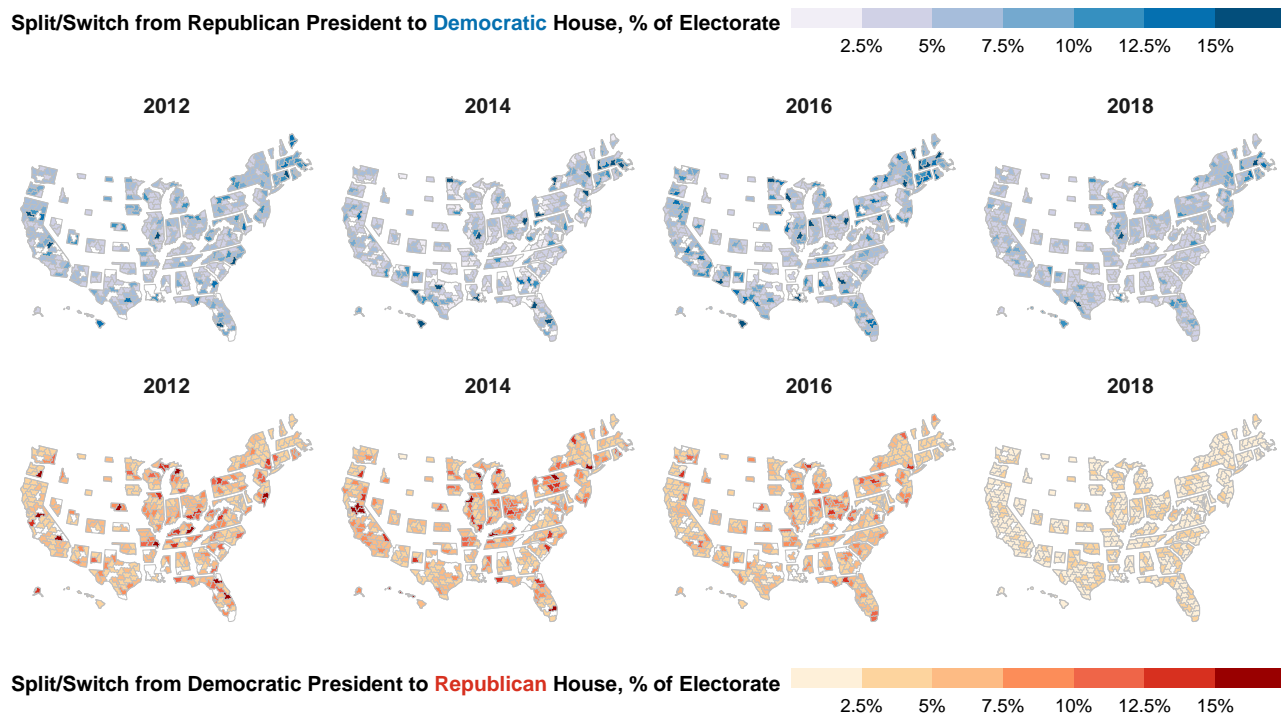 Split/Switch from Republican President to Democratic House, % of Electorate
2.5% 5% 7.5% 10% 12.5% 15%
2012 2014 2016 2018
2012 2014 2016 2018
Split/Switch from Democratic President to Republican House, % of Electorate
2.5% 5% 7.5% 10% 12.5% 15%